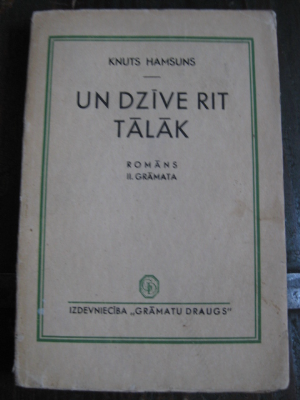 KNUTS HAMSUNS
UN DZĪVE RIT
TĀLĀK
ROMĀNS
II. GRĀMATA
IZDEVNIECĪBA „GRĀMATU DRAUGS"